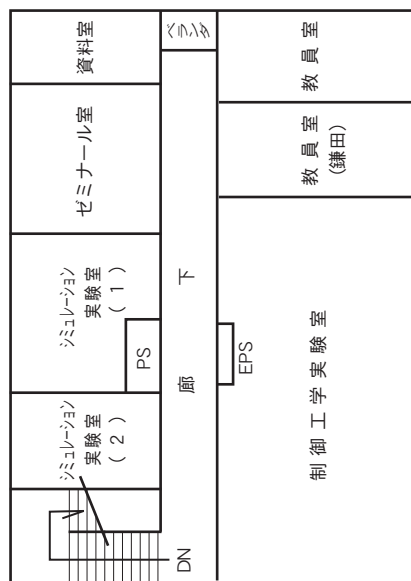 資料室
ベランダ
教員室
ゼミナール室
教員室
(鎌田)
シミュレーション
実験室
(1)
PS
廊下
EPS
シミュレーション
実験室
(2)
制御工学実験室
DN